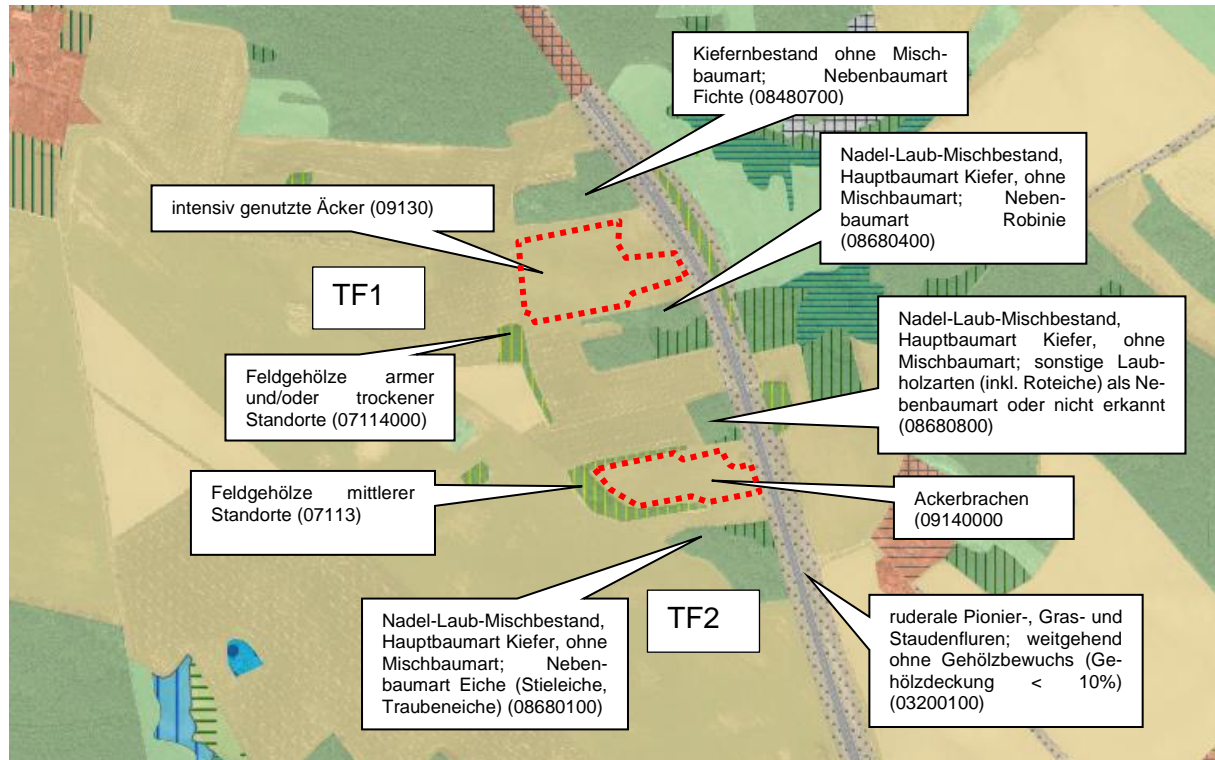 Kiefernbestand ohne Misch-
baumart; Nebenbaumart
Fichte (08480700)
Nadel-Laub-Mischbestand,
Hauptbaumart Kiefer, ohne
Mischbaumart; Neben-
baumart Robinie
(08680400)
intensiv genutzte Äcker (09130)
TF1
Nadel-Laub-Mischbestand,
Hauptbaumart Kiefer, ohne
Mischbaumart; sonstige Laub-
holzarten (inkl. Roteiche) als Ne-
benbaumart oder nicht erkannt
(08680800)
Feldgehölze armer
und/oder trockener
Standorte (07114000)
Feldgehölze mittlerer
Standorte (07113)
Ackerbrachen
(09140000
Nadel-Laub-Mischbestand,
Hauptbaumart Kiefer, ohne
Mischbaumart; Neben-
baumart Eiche (Stieleiche,
Traubeneiche) (08680100)
TF2
ruderale Pionier-, Gras- und
Staudenfluren; weitgehend
ohne Gehölzbewuchs (Ge-
hölzdeckung < 10%)
(03200100)